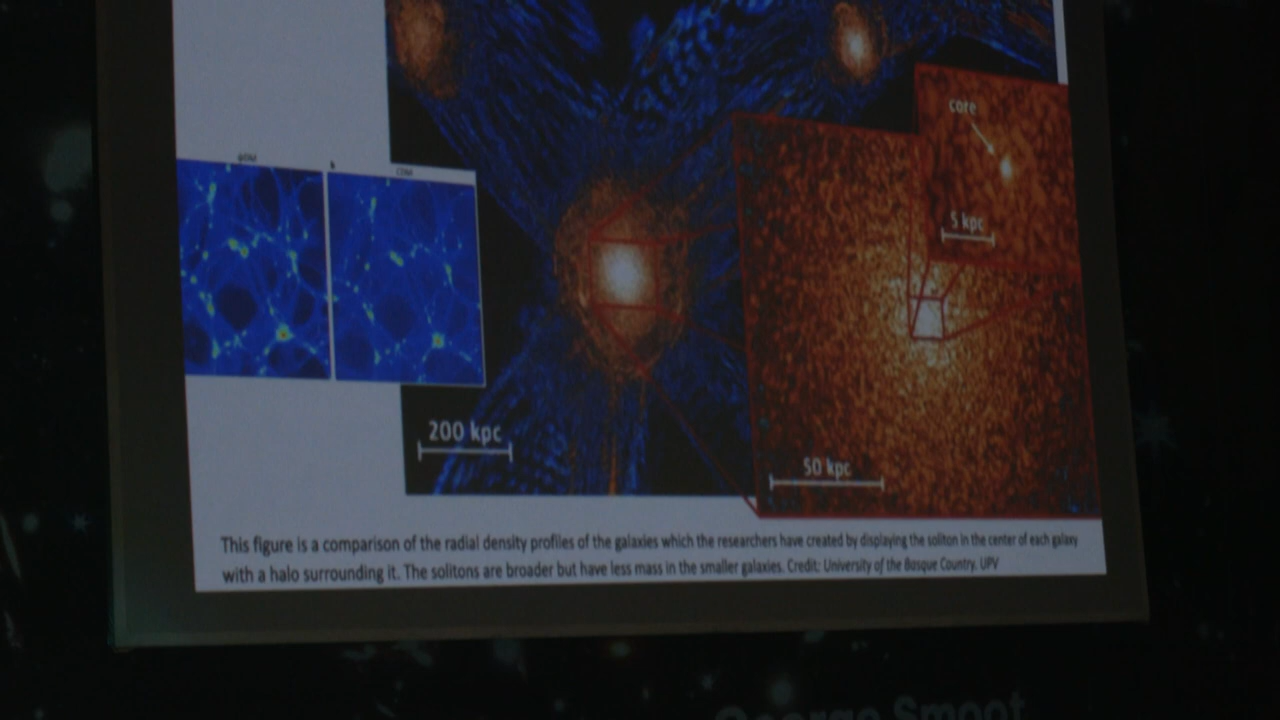 core
5 kpc
CDM
200 kpc
50 kpc
This figure is a comparison of the radial density profiles of the galaxies which the researchers have created by displaying the soliton in the center of each galaxy
with a halo surrounding it. The solitons are broader but have less mass in the smaller galaxies. Credit: University of the Basque Country. UPV
George Smoot